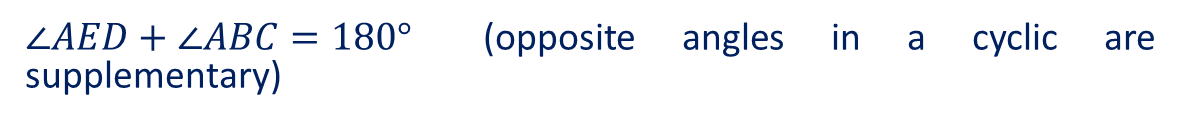 ∠AED + ∠ABC = 180° (opposite angles in a cyclic are
supplementary)